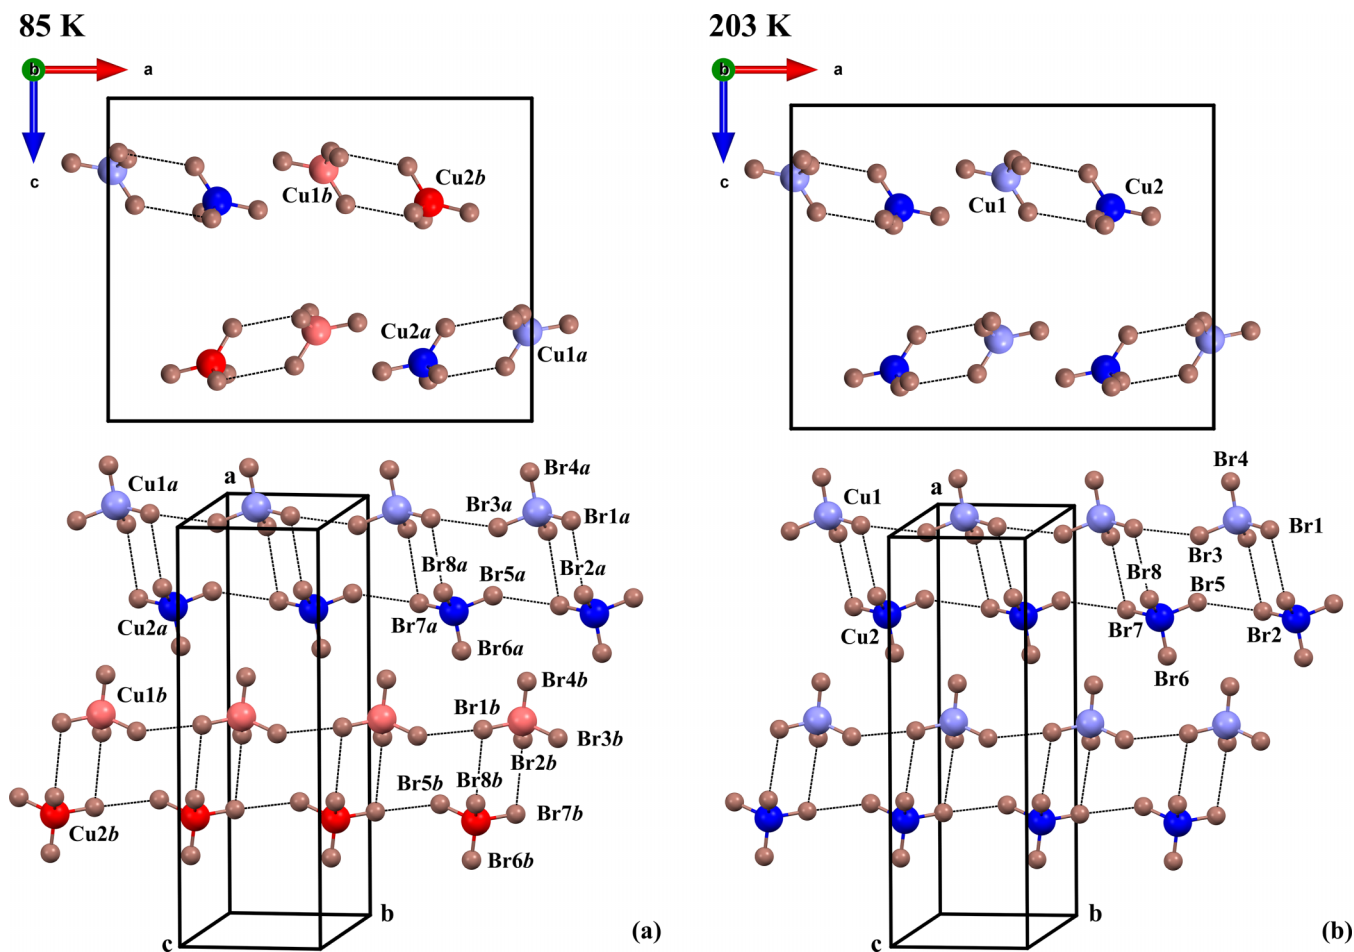 85 K
203 K
b
a
c
Cu1b
Cu2b
Cu2a
Cu1a
b
a
c
Cu1
Cu2
a
Cu1a
Br4a
Br3a
Br1a
Br8a
Br5a
Br2a
Cu2a
Br7a
Br6a
Cu1b
Br4b
Br1b
Br3b
Br2b
Br8b
Br5b
Cu2b
Br7b
Br6b
b
c
(a)
a
Cu1
Br4
Br1
Br3
Br8
Br5
Cu2
Br7
Br2
Br6
b
c
(b)